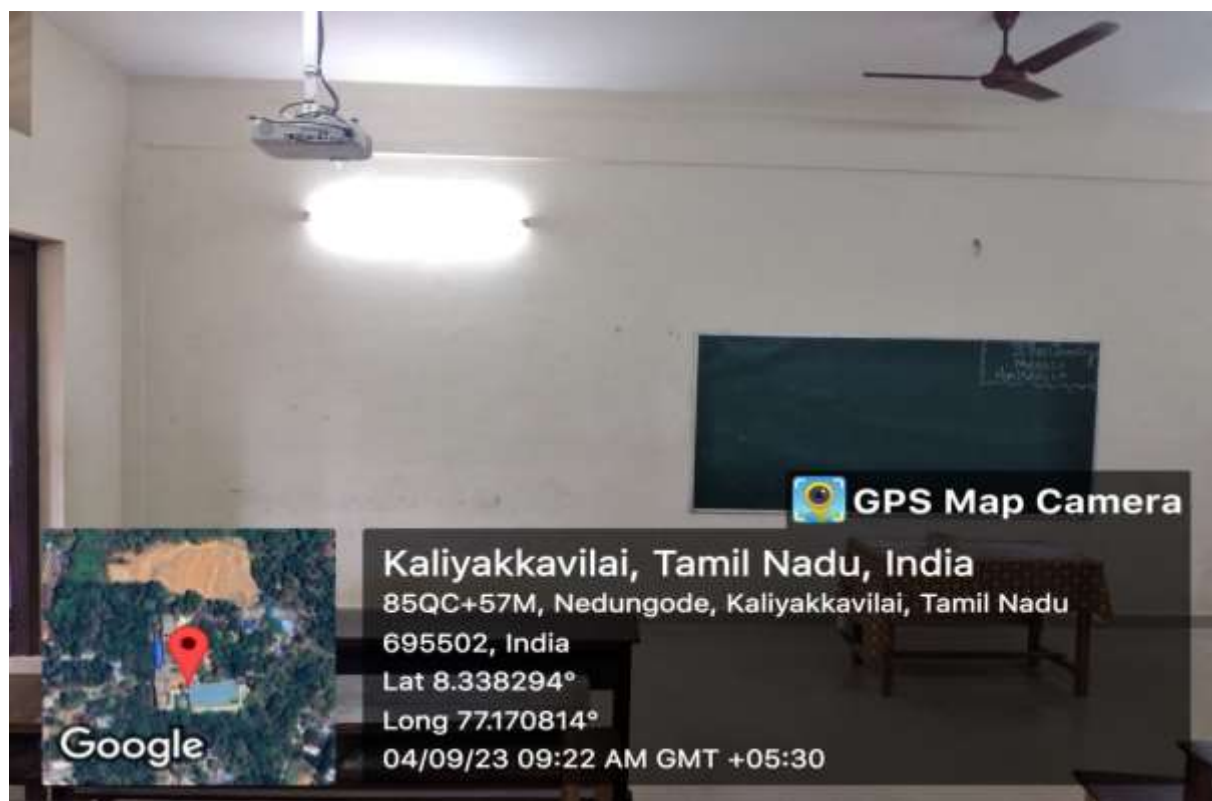 GPS Map Camera
Kaliyakkavilai, Tamil Nadu, India
85QC+57M, Nedungode, Kaliyakkavilai, Tamil Nadu
695502, India
Lat 8.338294°
Long 77.170814°
04/09/23 09:22 AM GMT +05:30
Google